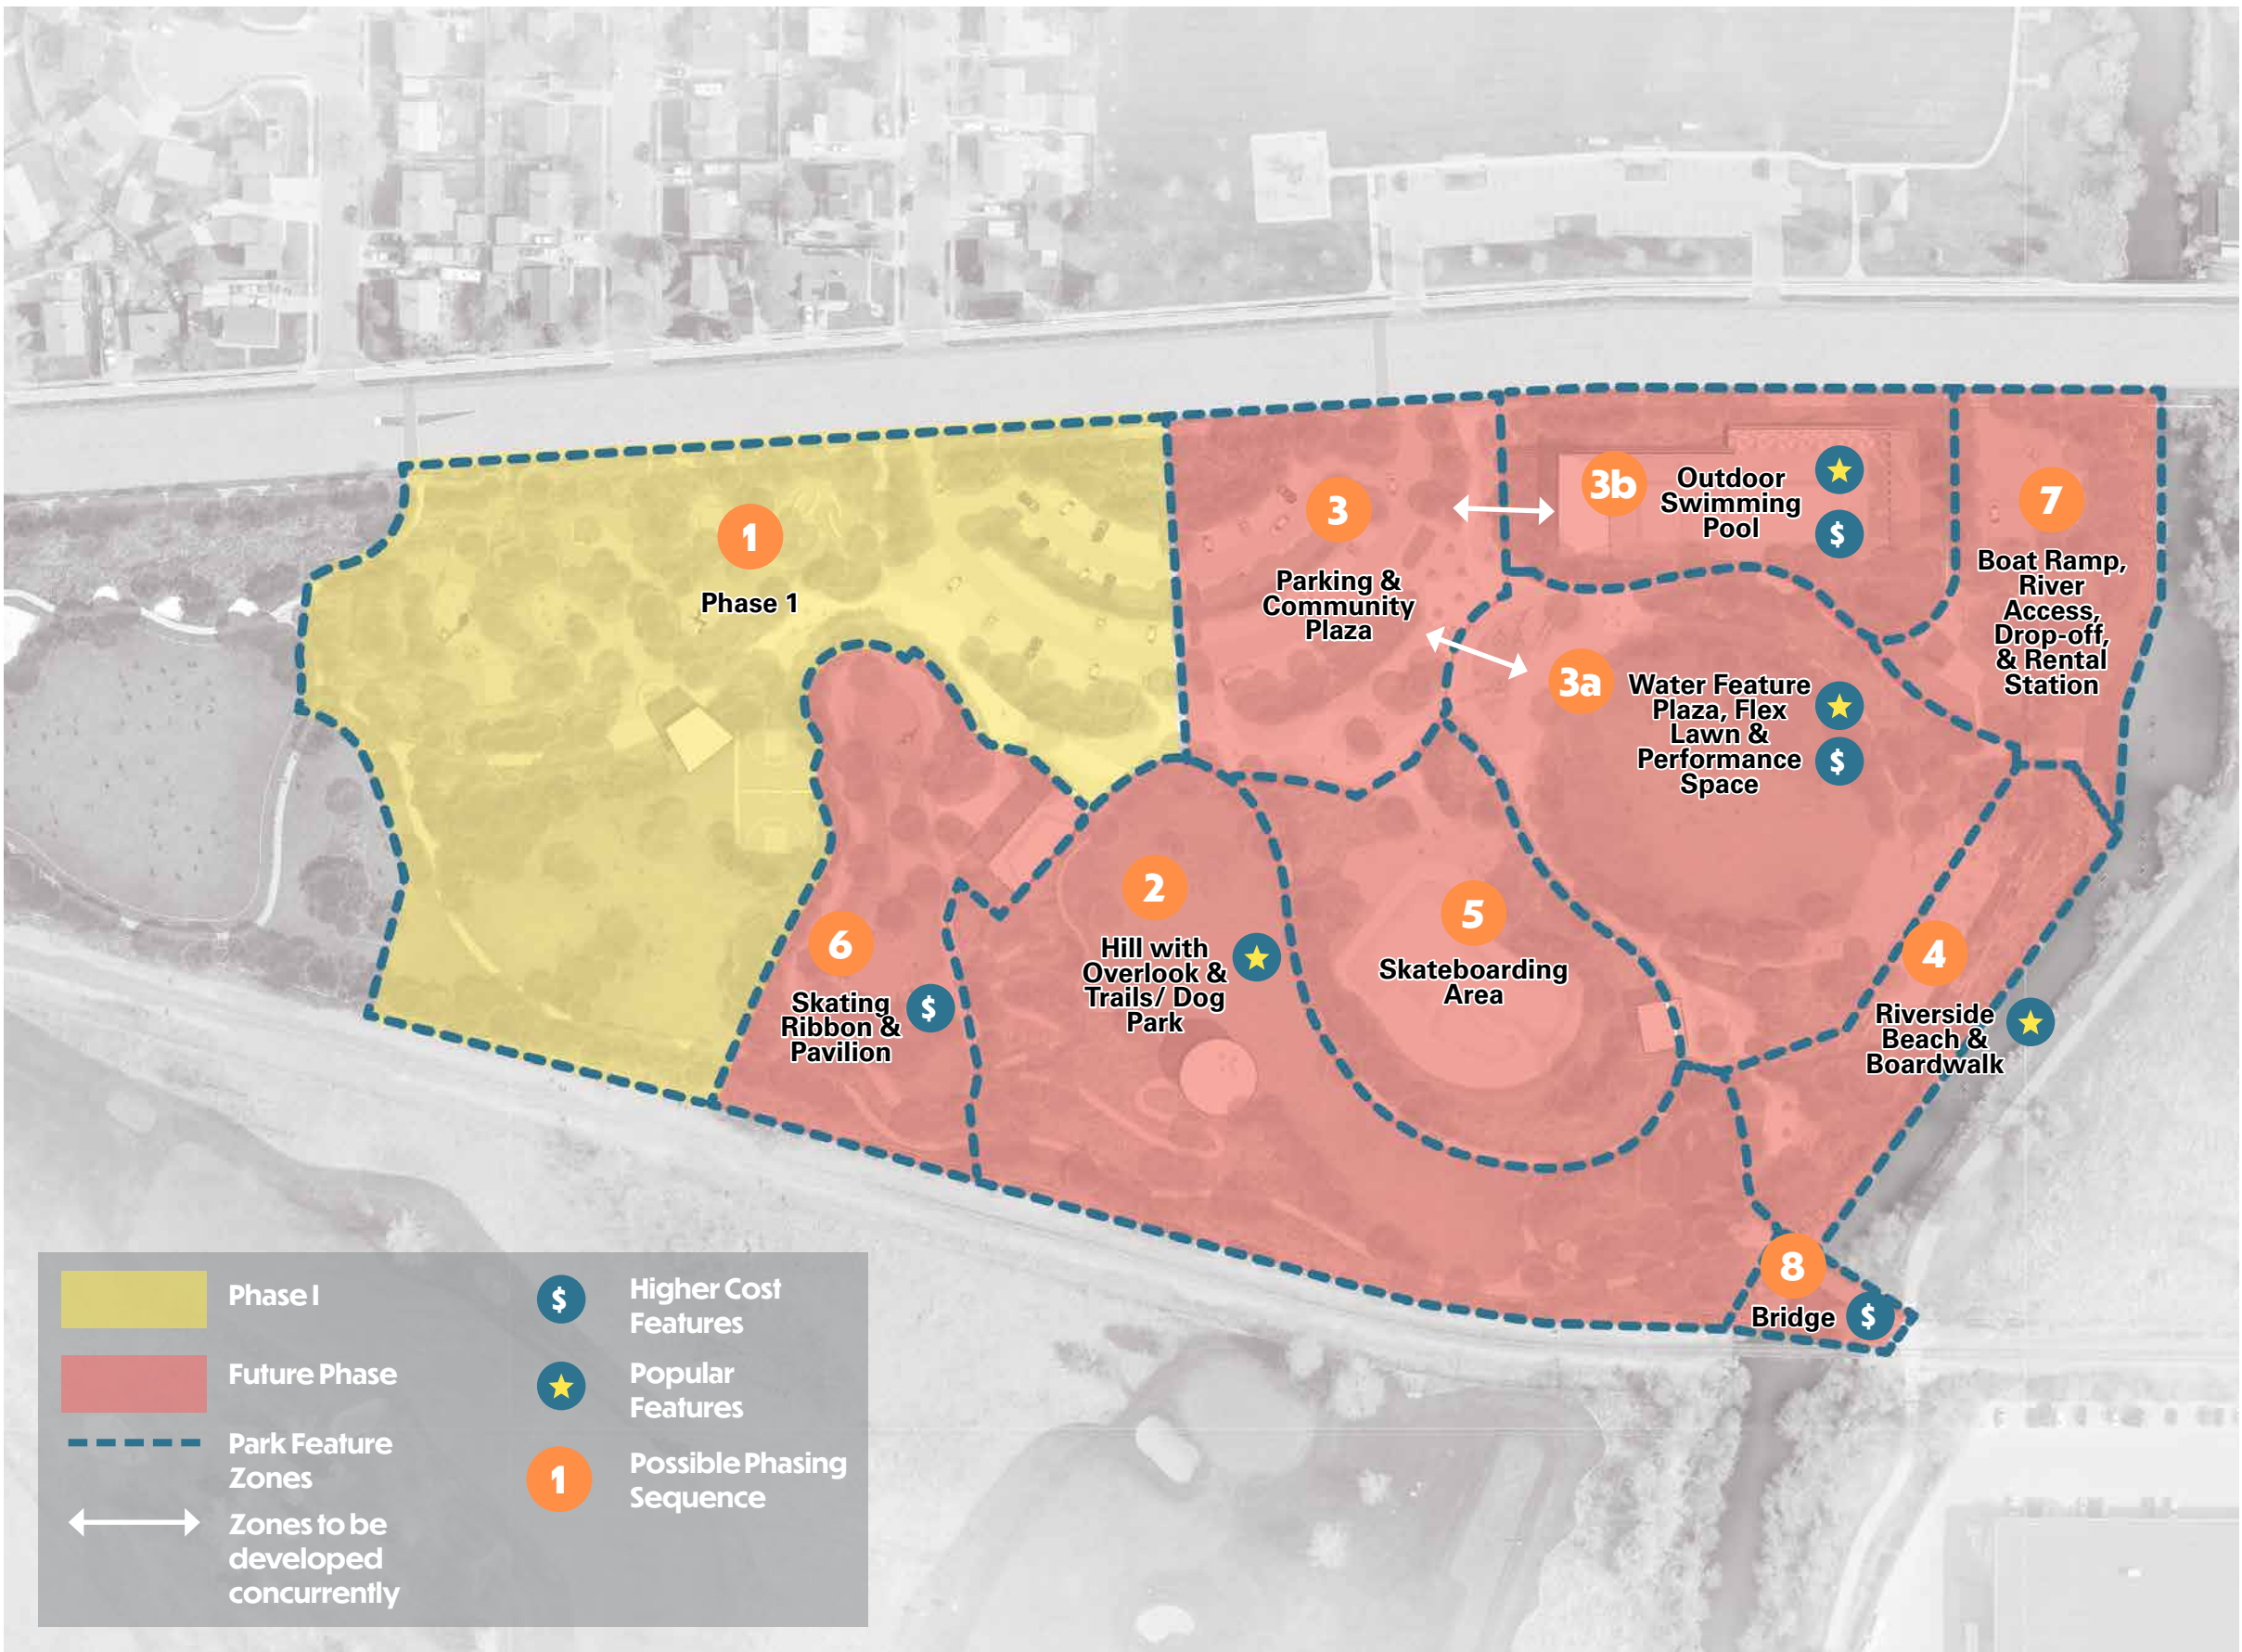 1
Phase 1
3
Parking &
Community
Plaza
3b
Outdoor
Swimming
Pool
$
7
Boat Ramp,
River
Access,
Drop-off,
& Rental
Station
3a
Water Feature
Plaza, Flex
Lawn &
Performance
Space
$
2
Hill with
Overlook &
Trails/ Dog
Park
5
Skateboarding
Area
6
Skating
Ribbon &
Pavilion
$
4
Riverside
Beach &
Boardwalk
8
Bridge
$
Phase I
Future Phase
Park Feature
Zones
Zones to be
developed
concurrently
$
Higher Cost
Features
Popular
Features
1
Possible Phasing
Sequence